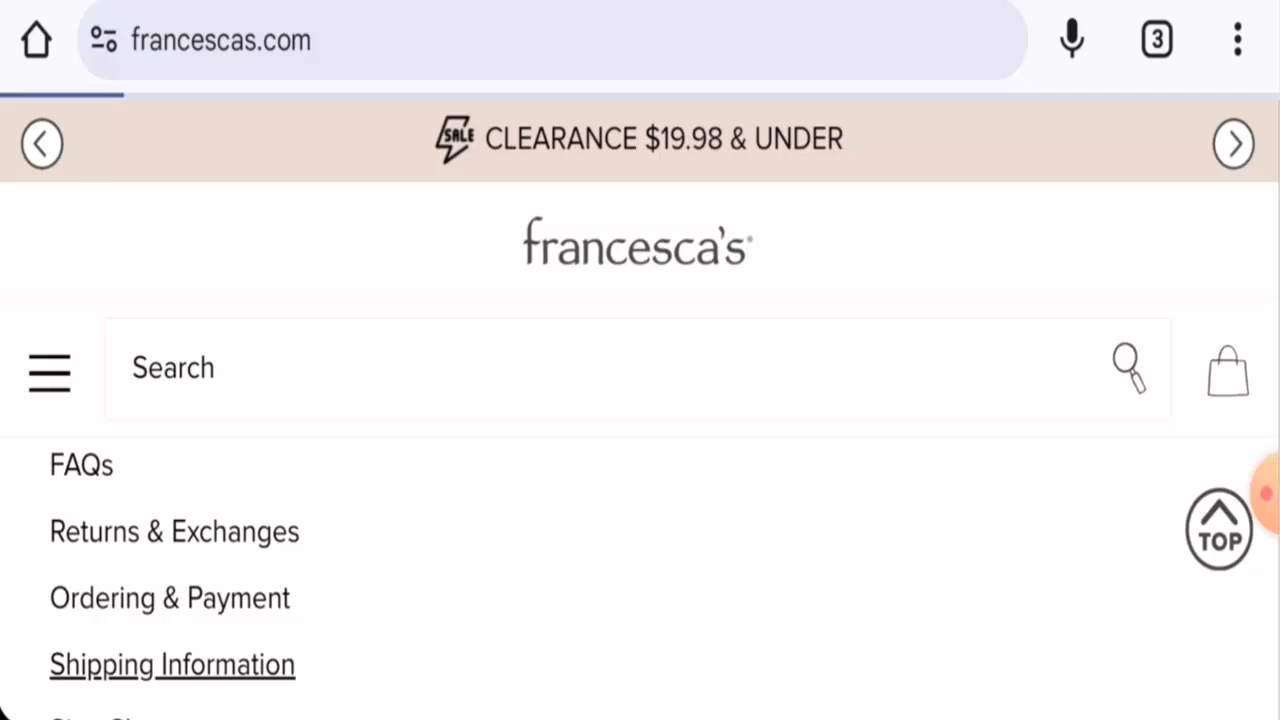 francescas.com
3
SALE CLEARANCE $19.98 & UNDER
francesca's
Search
FAQs
TOP
Returns & Exchanges
Ordering & Payment
Shipping Information